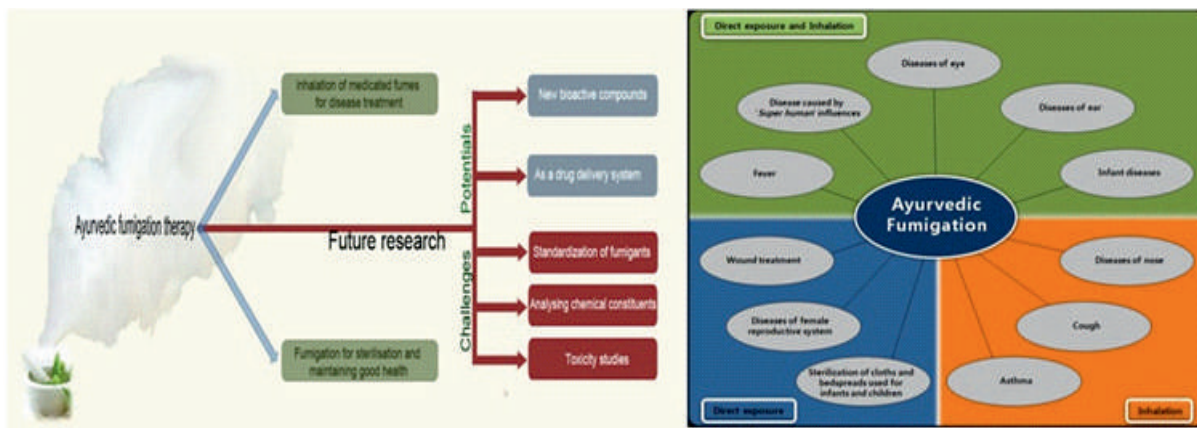 inhalation of medicated fumes
for disease treatment
Ayurvedic fumigation therapy
Fumigation for sterilisation and
maintaining good health
Future research
Potentials
Challenges
New bioactive compounds
As a drug delivery system
Standardization of fumigants
Analysing chemical constituents
Toxicity studies
Direct exposure and Inhalation
Diseases of eye
Disease caused by
'Super human' influences
Diseases of ear
Fever
Infant diseases
Ayurvedic
Fumigation
Wound treatment
Diseases of nose
Diseases of female
reproductive system
Cough
Sterilization of cloths and
bedspreads used for
infants and children
Asthma
Direct exposure
Inhalation